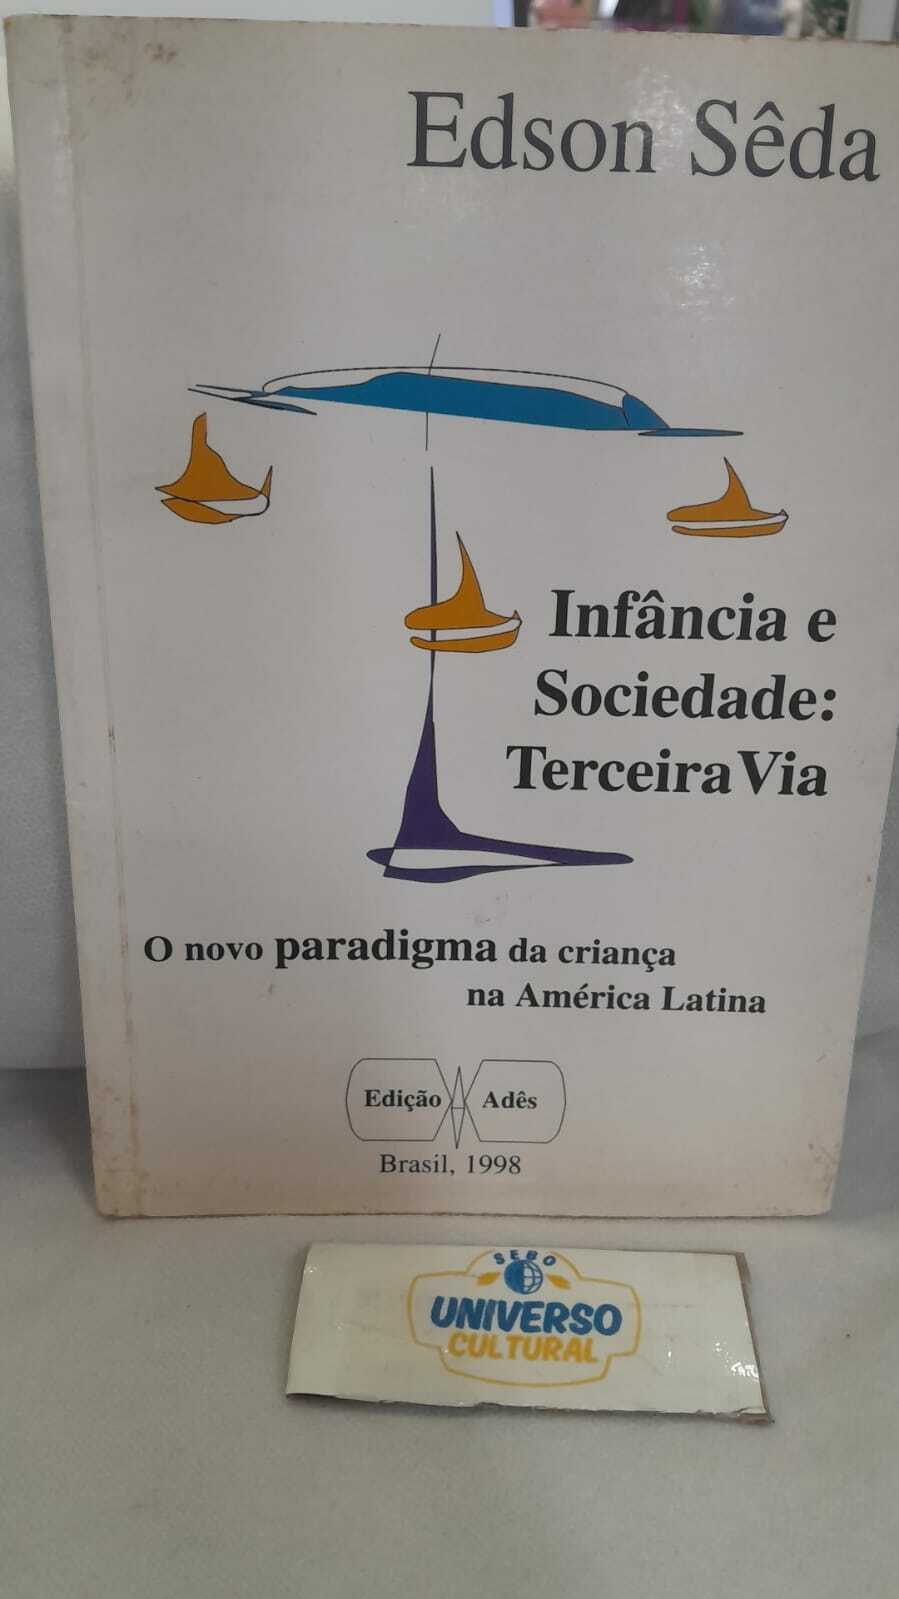 Edson Sêda
Infância e
Sociedade:
Terceira Via
O novo paradigma da criança
na América Latina
Edição Adês
Brasil, 1998
SEBO
UNIVERSO
CULTURAL